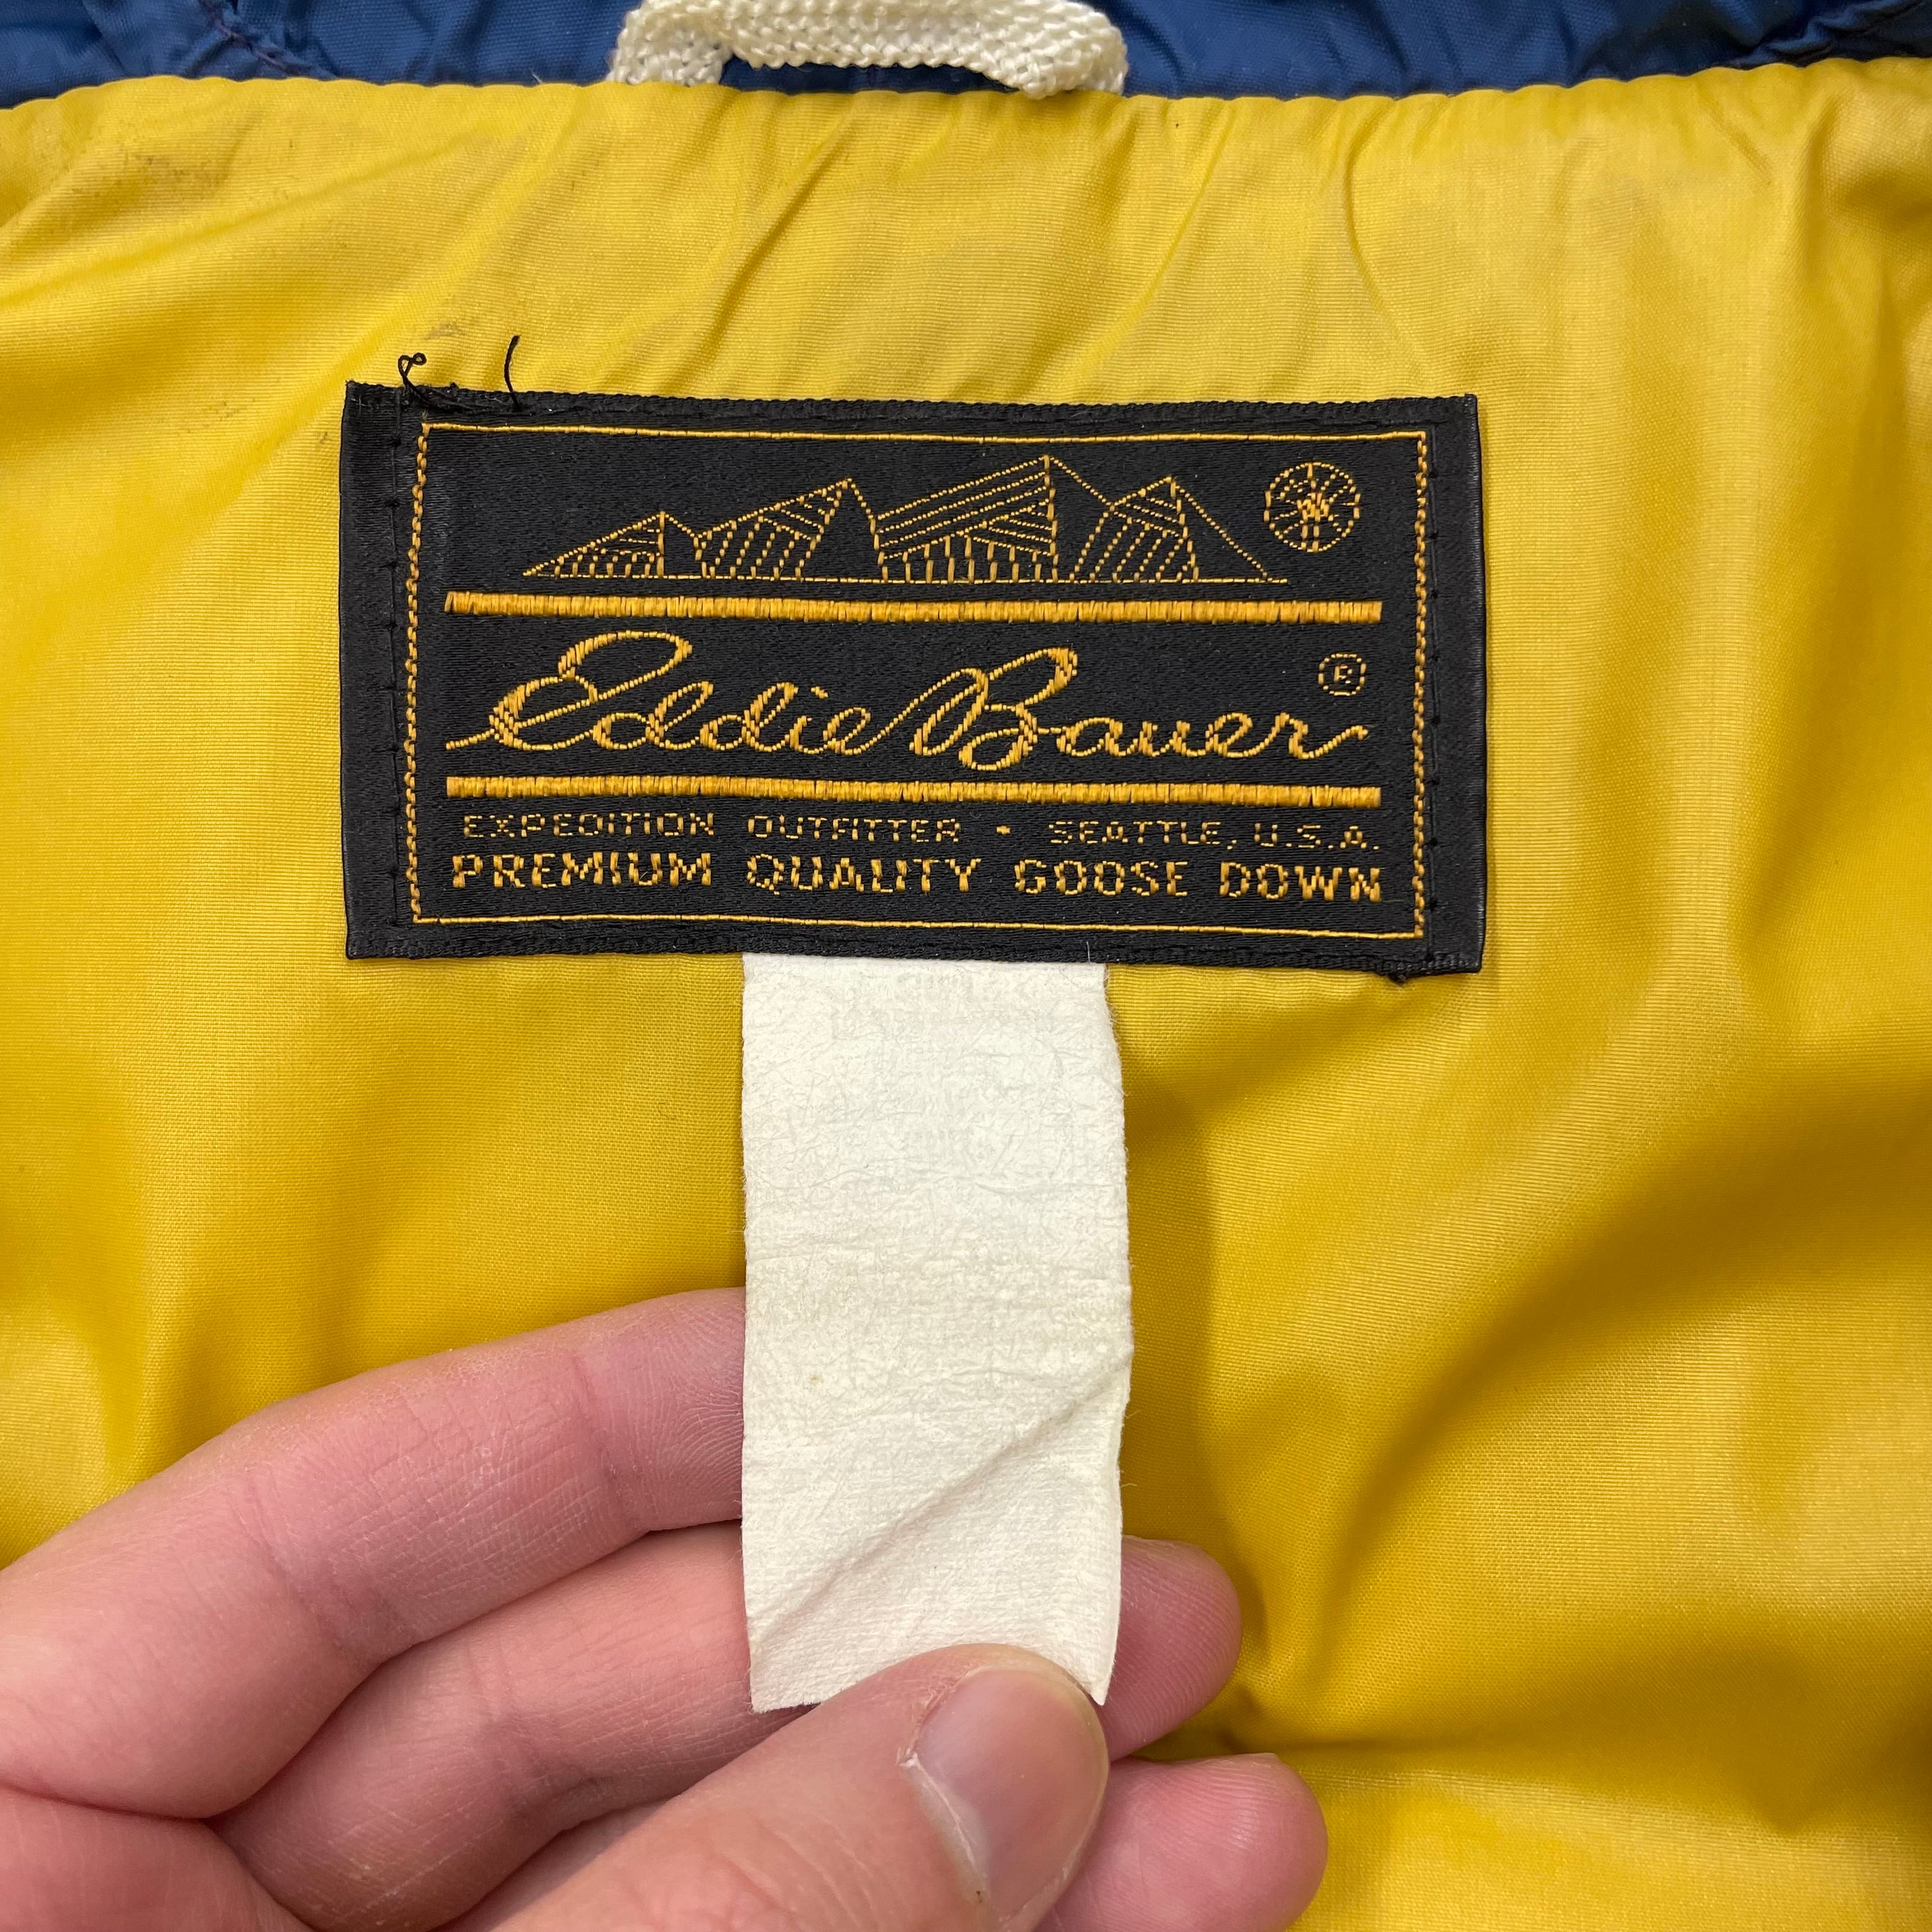 Eddie Bauer ®
EXPEDITION OUTFITTER • SEATTLE, U.S.A.
PREMIUM QUALITY GOOSE DOWN